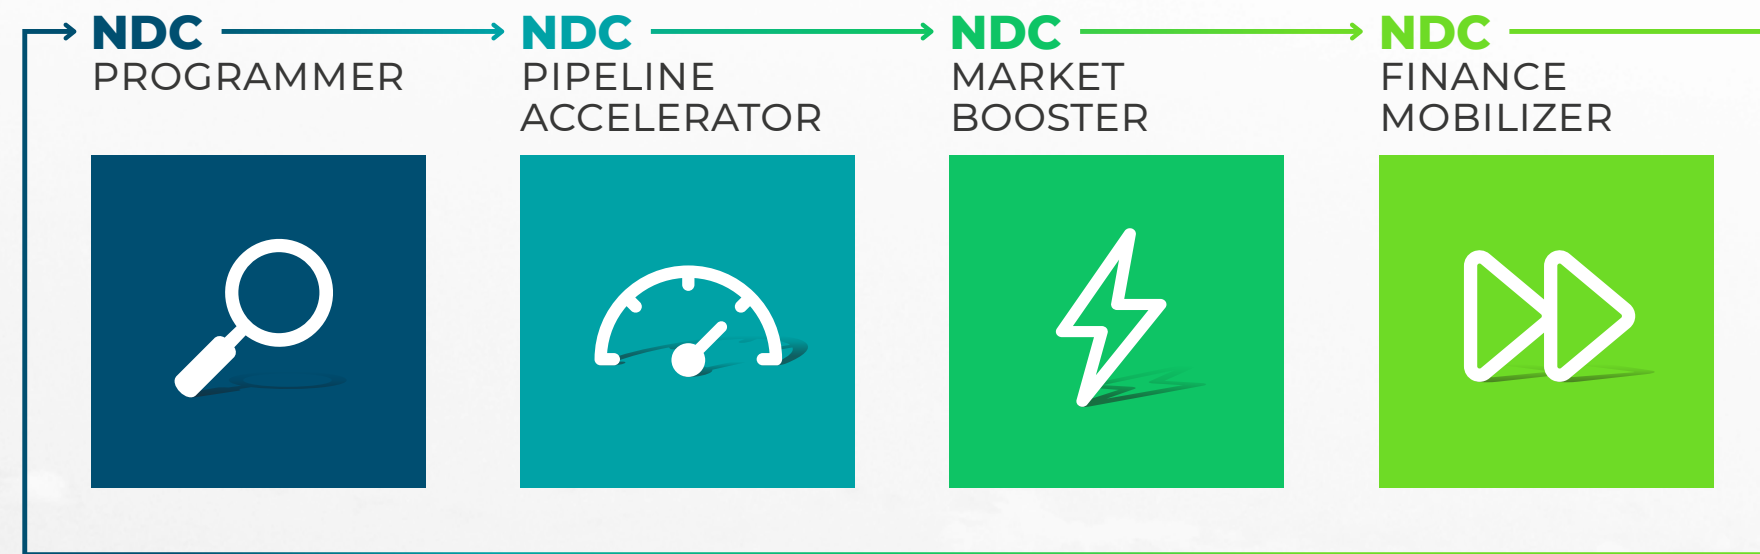 NDC
PROGRAMMER
NDC
PIPELINE
ACCELERATOR
NDC
MARKET
BOOSTER
NDC
FINANCE
MOBILIZER